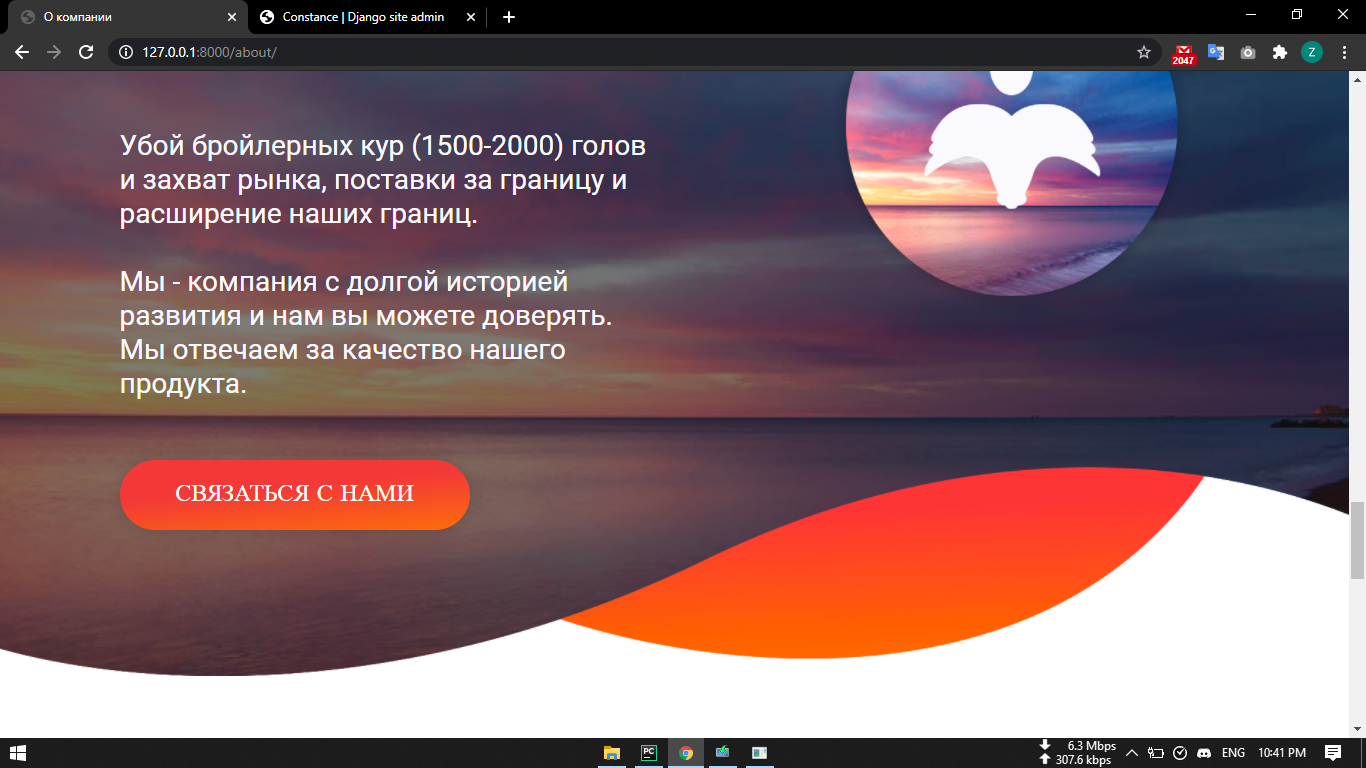 О компании
Constance | Django site admin
127.0.0.1:8000/about/
2047
Z
Убой бройлерных кур (1500-2000) голов
и захват рынка, поставки за границу и
расширение наших границ.
Мы - компания с долгой историей
развития и нам вы можете доверять.
Мы отвечаем за качество нашего
продукта.
СВЯЗАТЬСЯ С НАМИ
PC
6.3 Mbps
307.6 kbps
ENG
10:41 PM